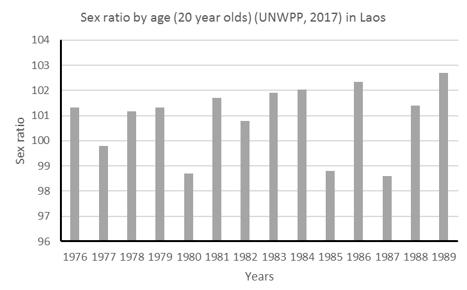 Sex ratio by age (20 year olds) (UNWPP, 2017) in Laos
104
103
102
101
100
99
98
97
96
Sex ratio
1976 1977 1978 1979 1980 1981 1982 1983 1984 1985 1986 1987 1988 1989
Years